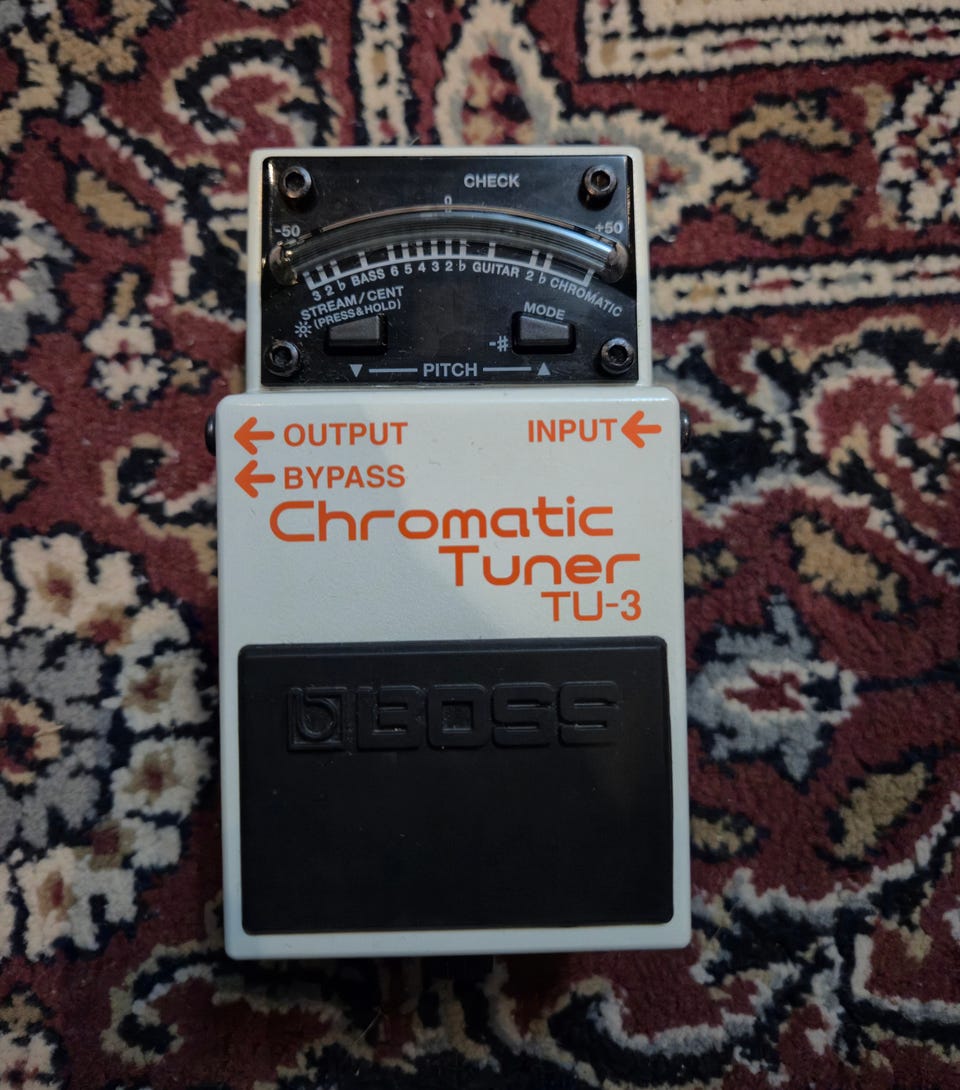 CHECK
0
-50 +50
3 2 ♭ BASS 6 5 4 3 2 ♭ GUITAR 2 ♭ CHROMATIC
STREAM/CENT
(PRESS&HOLD)
MODE
-#
▼ PITCH ▲
← OUTPUT INPUT ←
← BYPASS
Chromatic
Tuner
TU-3
BOSS